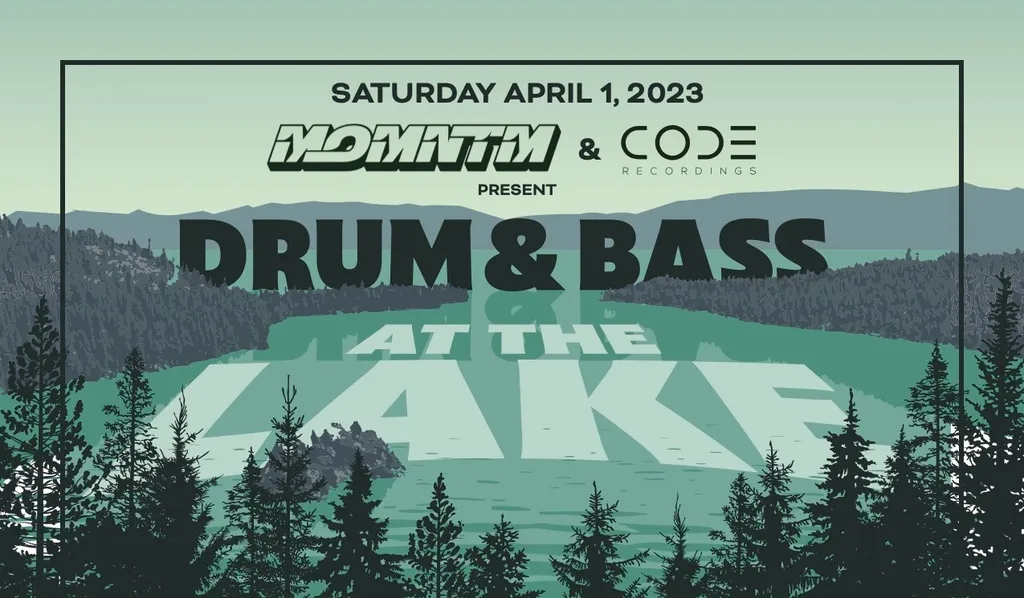 SATURDAY APRIL 1, 2023
MOMNTM & CODE
RECORDINGS
PRESENT
DRUM & BASS
AT THE
LAKE